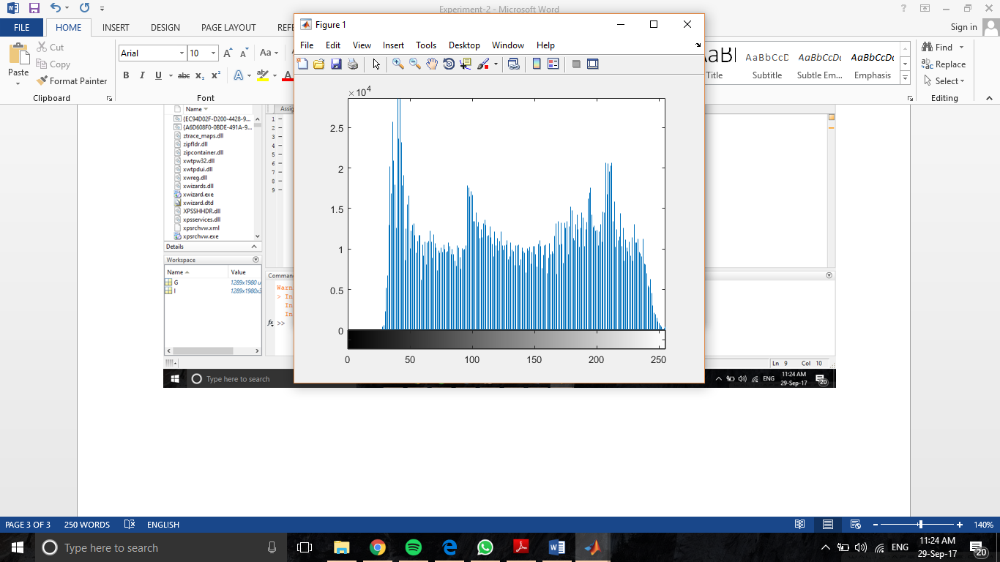 Experiment-2 - Microsoft Word
FILE
HOME
INSERT
DESIGN
PAGE LAYOUT
REFE
Sign in
Cut
Copy
Format Painter
Paste
Clipboard
Arial
10
Font
AaB
Title
AaBbCcD
Subtitle
AaBbCcDt
Subtle Em...
AaBbCcDt
Emphasis
Find
Replace
Select
Editing
Figure 1
File Edit View Insert Tools Desktop Window Help
×10^4
2.5
2
1.5
1
0.5
0
0 50 100 150 200 250
Name
{EC94D02F-D200-4428-9...
{A6D608F0-0BDE-491A-9...
ztrace_maps.dll
zipfldr.dll
zipcontainer.dll
xwtpw32.dll
xwtpdui.dll
xwreg.dll
xwizards.dll
xwizard.exe
xwizard.dtd
XPSSHHDR.dll
xpsservices.dll
xpsrchvw.xml
xpsrchvw.exe
Details
Workspace
Name Value
G 1289x1980 u
I 1289x1980x3
Assig
1 –
2 –
3 –
4 –
5 –
6 –
7 –
8 –
9 –
Comman
Warn
> In
In
In
fx >>
Ln 9 Col 10
Type here to search
ENG
11:24 AM
29-Sep-17
20
PAGE 3 OF 3 250 WORDS ENGLISH
140%
Type here to search
ENG
11:24 AM
29-Sep-17
20